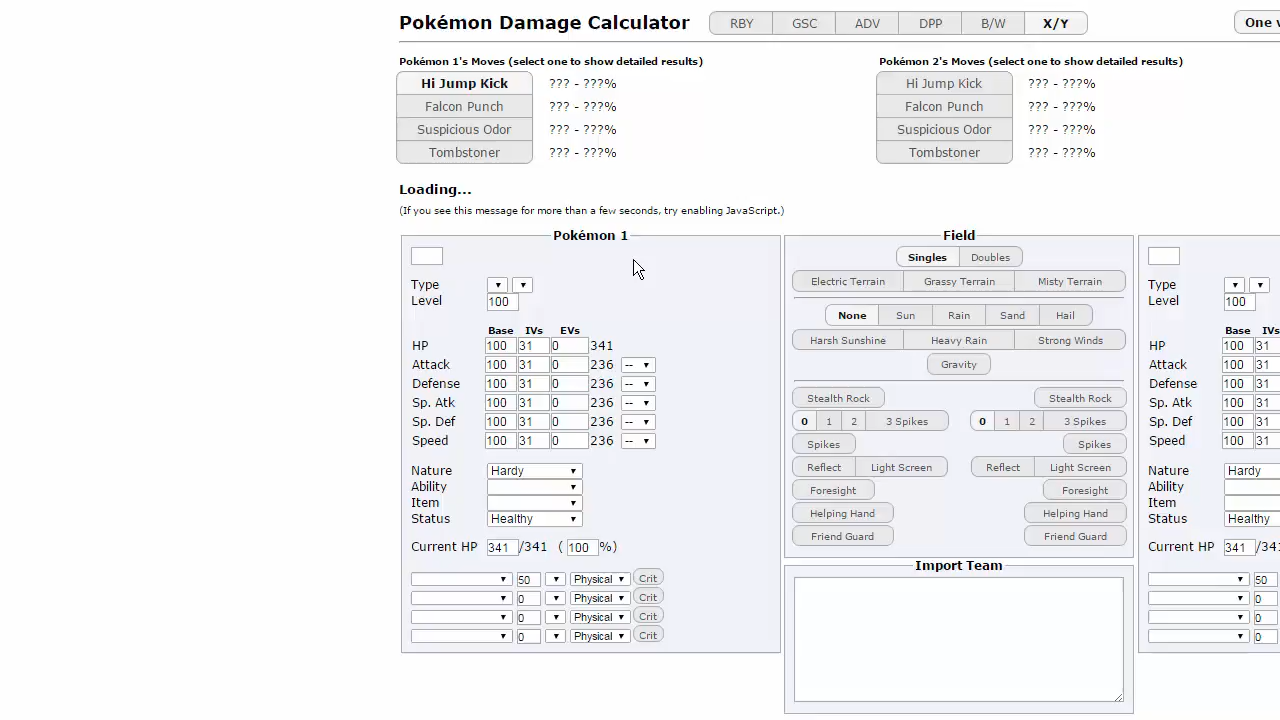 Pokémon Damage Calculator RBY GSC ADV DPP B/W X/Y One v
Pokémon 1's Moves (select one to show detailed results) Pokémon 2's Moves (select one to show detailed results)
Hi Jump Kick ??? - ???% Hi Jump Kick ??? - ???%
Falcon Punch ??? - ???% Falcon Punch ??? - ???%
Suspicious Odor ??? - ???% Suspicious Odor ??? - ???%
Tombstoner ??? - ???% Tombstoner ??? - ???%
Loading...
(If you see this message for more than a few seconds, try enabling JavaScript.)
Pokémon 1
Type
Level 100
Base IVs EVs
HP 100 31 0 341
Attack 100 31 0 236 --
Defense 100 31 0 236 --
Sp. Atk 100 31 0 236 --
Sp. Def 100 31 0 236 --
Speed 100 31 0 236 --
Nature Hardy
Ability
Item
Status Healthy
Current HP 341 /341 ( 100 %)
50 Physical Crit
0 Physical Crit
0 Physical Crit
0 Physical Crit
Field
Singles Doubles
Electric Terrain Grassy Terrain Misty Terrain
None Sun Rain Sand Hail
Harsh Sunshine Heavy Rain Strong Winds
Gravity
Stealth Rock Stealth Rock
0 1 2 3 Spikes 0 1 2 3 Spikes
Spikes Spikes
Reflect Light Screen Reflect Light Screen
Foresight Foresight
Helping Hand Helping Hand
Friend Guard Friend Guard
Import Team
Type
Level 100
Base IVs
HP 100 31
Attack 100 31
Defense 100 31
Sp. Atk 100 31
Sp. Def 100 31
Speed 100 31
Nature Hardy
Ability
Item
Status Healthy
Current HP 341 /341
50
0
0
0